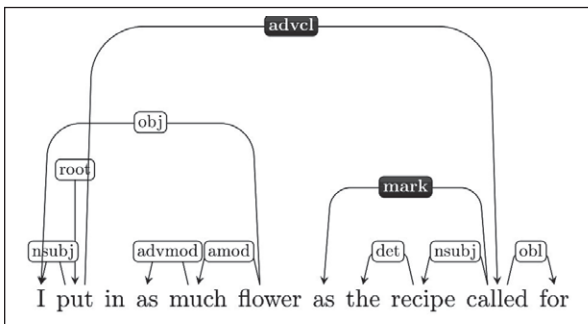 advcl
obj
root
mark
nsubj advmod amod det nsubj obl
I put in as much flower as the recipe called for